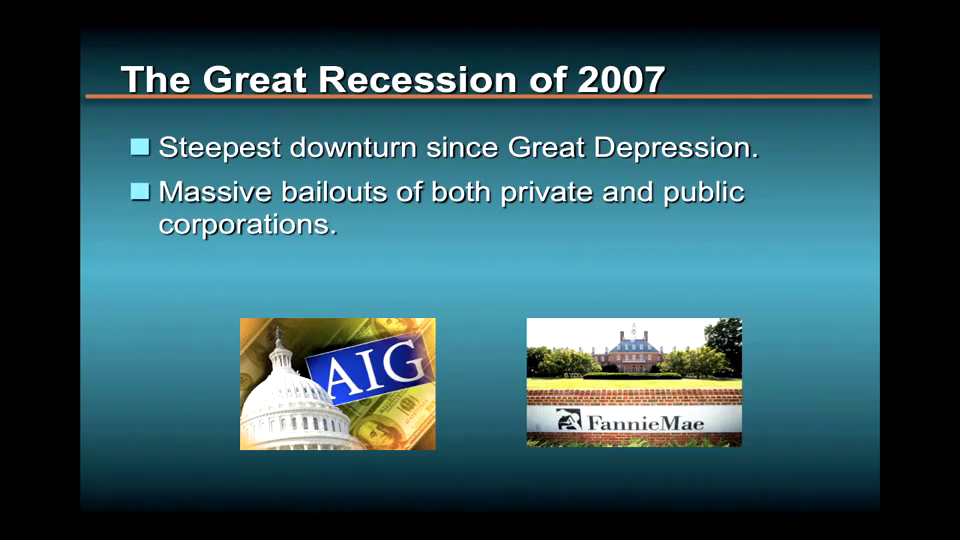 The Great Recession of 2007
Steepest downturn since Great Depression.
Massive bailouts of both private and public
corporations.
AIG
FannieMae